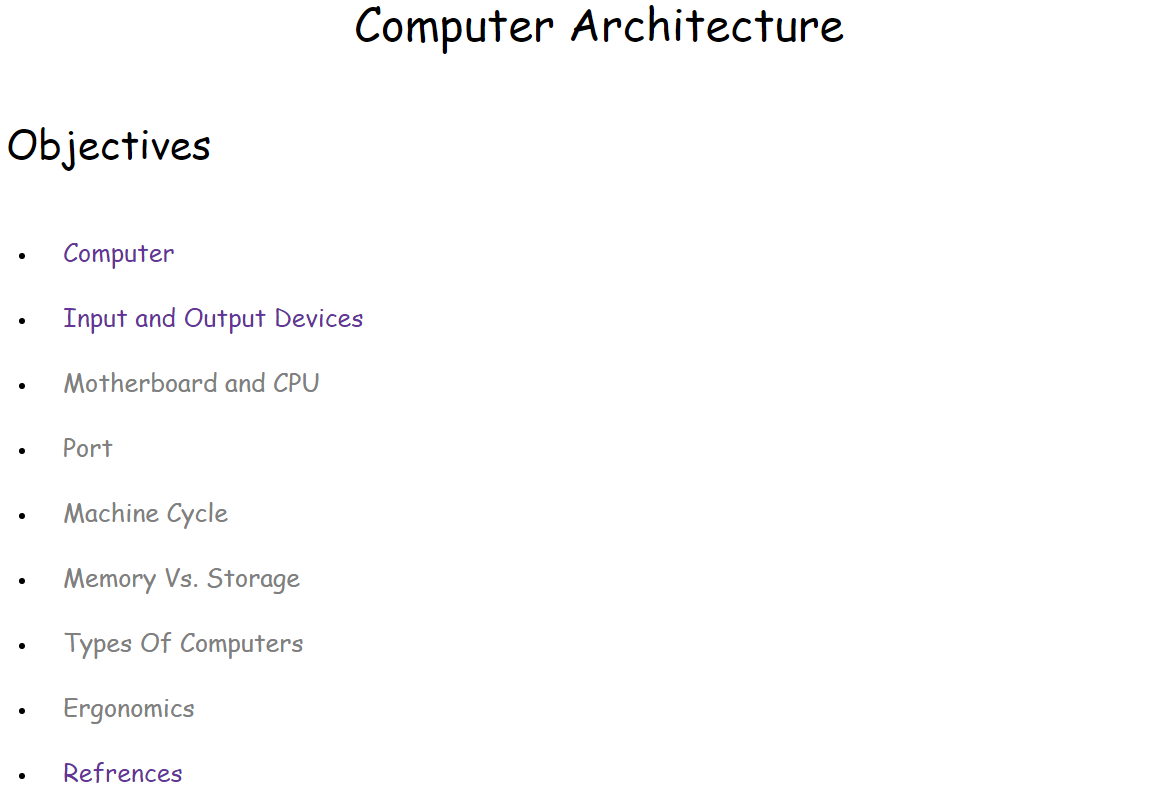 Computer Architecture
Objectives
Computer
Input and Output Devices
Motherboard and CPU
Port
Machine Cycle
Memory Vs. Storage
Types Of Computers
Ergonomics
Refrences